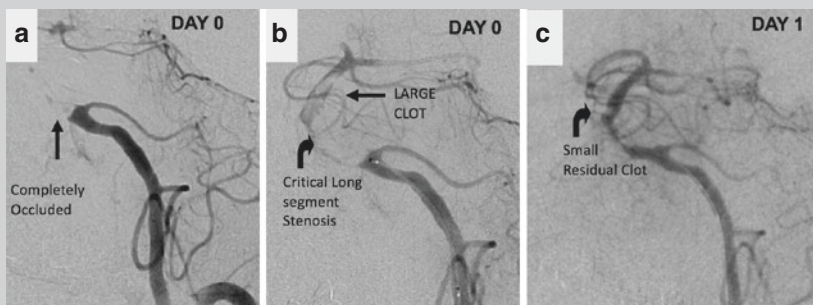 a
DAY 0
Completely
Occluded
b
DAY 0
LARGE
CLOT
Critical Long
segment
Stenosis
c
DAY 1
Small
Residual Clot